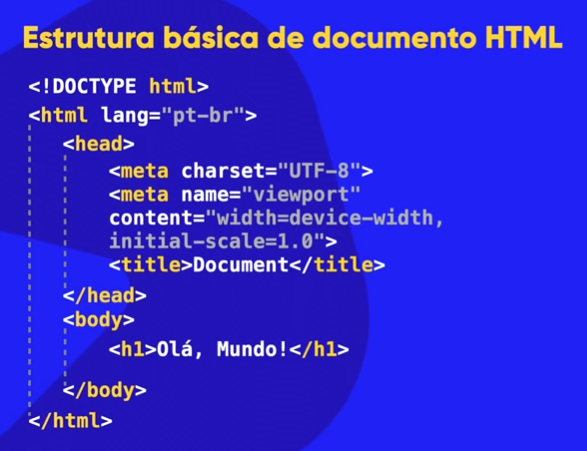 Estrutura básica de documento HTML
<!DOCTYPE html>
<html lang="pt-br">
<head>
<meta charset="UTF-8">
<meta name="viewport"
content="width=device-width,
initial-scale=1.0">
<title>Document</title>
</head>
<body>
<h1>Olá, Mundo!</h1>
</body>
</html>